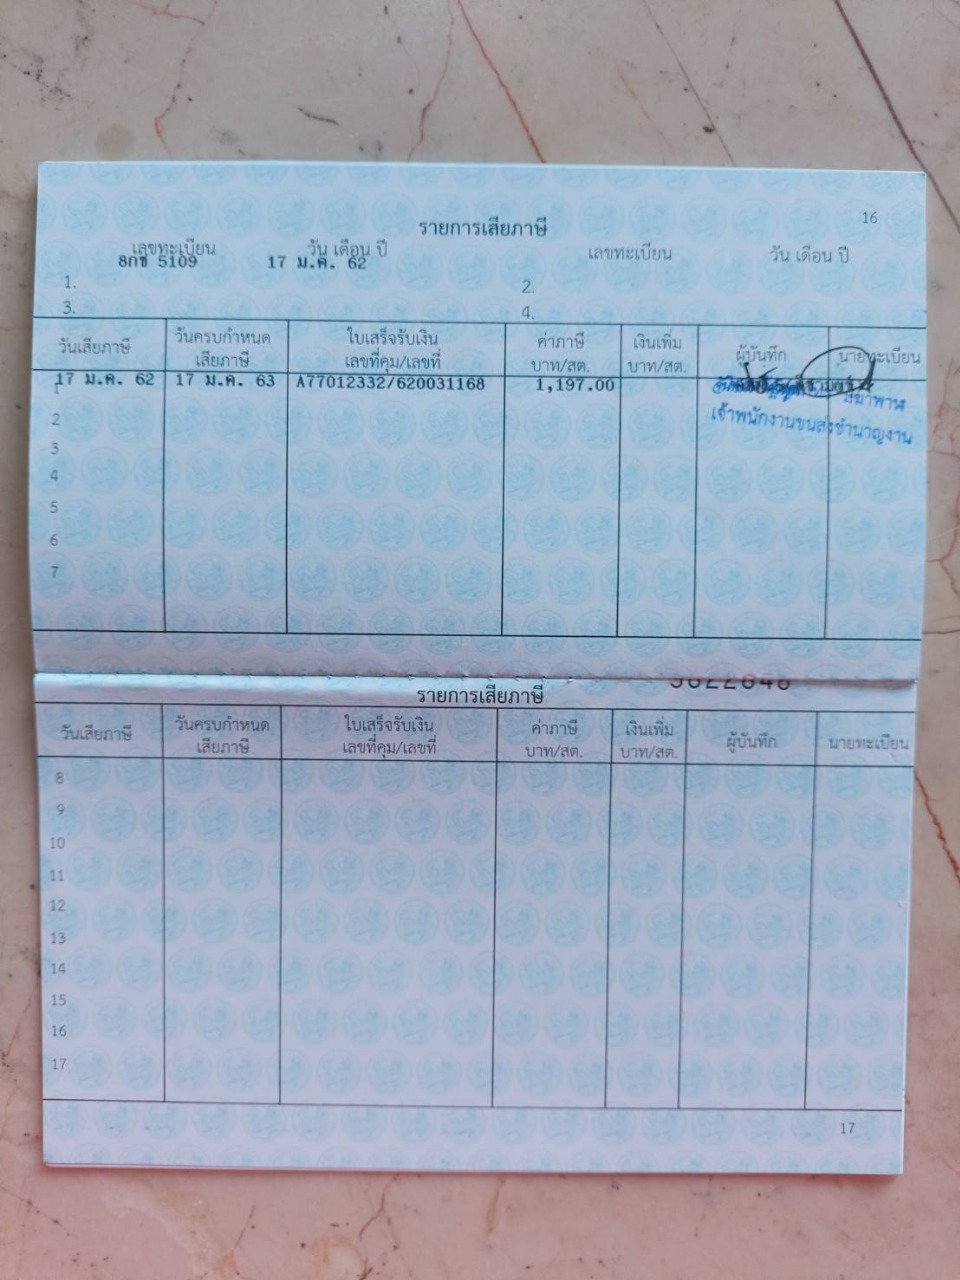 16
รายการเสียภาษี
เลขทะเบียน วัน เดือน ปี เลขทะเบียน วัน เดือน ปี
1. 8กข 5109 17 ม.ค. 62 2.
3. 4.
วันเสียภาษี วันครบกำหนด ใบเสร็จรับเงิน ค่าภาษี เงินเพิ่ม ผู้บันทึก นายทะเบียน
เสียภาษี เลขที่คุม/เลขที่ บาท/สต. บาท/สต.
1 17 ม.ค. 62 17 ม.ค. 63 A77012332/620031168 1,197.00
เจ้าพนักงานขนส่งชำนาญงาน
2
3
4
5
6
7
รายการเสียภาษี
วันเสียภาษี วันครบกำหนด ใบเสร็จรับเงิน ค่าภาษี เงินเพิ่ม ผู้บันทึก นายทะเบียน
เสียภาษี เลขที่คุม/เลขที่ บาท/สต. บาท/สต.
8
9
10
11
12
13
14
15
16
17
17